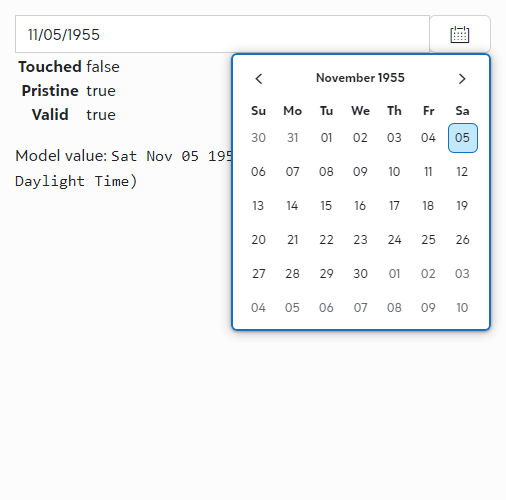 11/05/1955
Touched false
Pristine true
Valid true
Model value: Sat Nov 05 195
Daylight Time)
November 1955
Su Mo Tu We Th Fr Sa
30 31 01 02 03 04 05
06 07 08 09 10 11 12
13 14 15 16 17 18 19
20 21 22 23 24 25 26
27 28 29 30 01 02 03
04 05 06 07 08 09 10